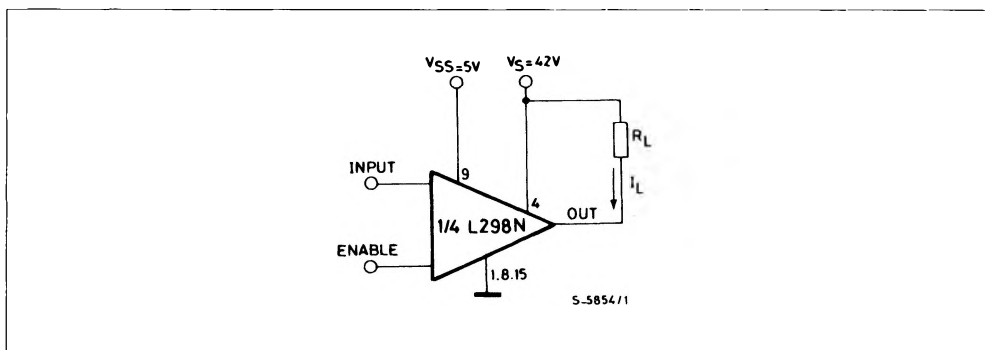 VSS=5V
VS=42V
RL
INPUT
9
IL
4
OUT
1/4 L298N
ENABLE
1.8.15
S-5854/1